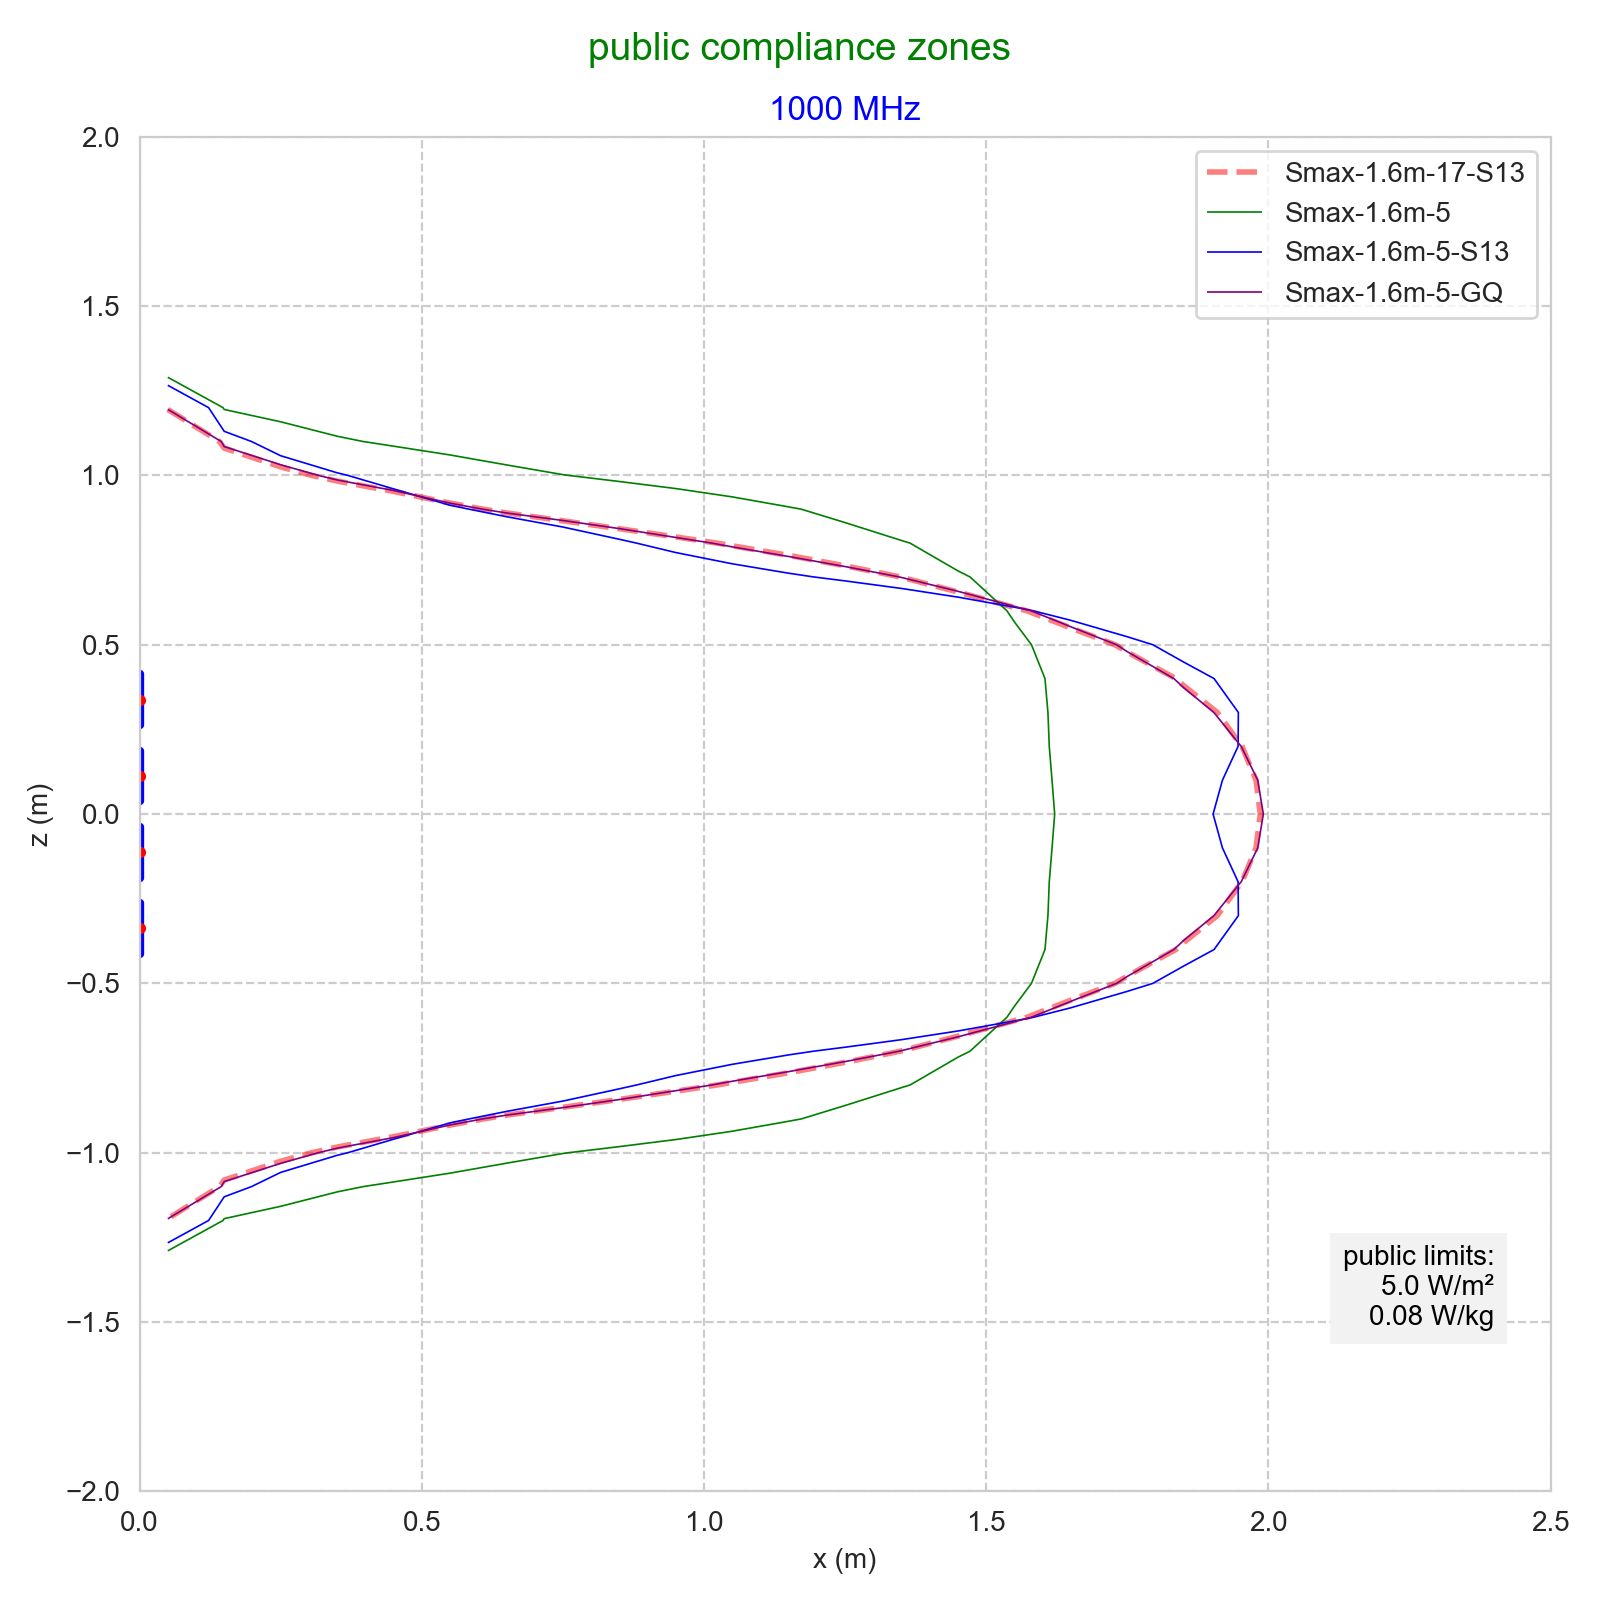 public compliance zones
1000 MHz
2.0
1.5
1.0
0.5
0.0
−0.5
−1.0
−1.5
−2.0
z (m)
Smax-1.6m-17-S13
Smax-1.6m-5
Smax-1.6m-5-S13
Smax-1.6m-5-GQ
public limits:
5.0 W/m²
0.08 W/kg
0.0 0.5 1.0 1.5 2.0 2.5
x (m)